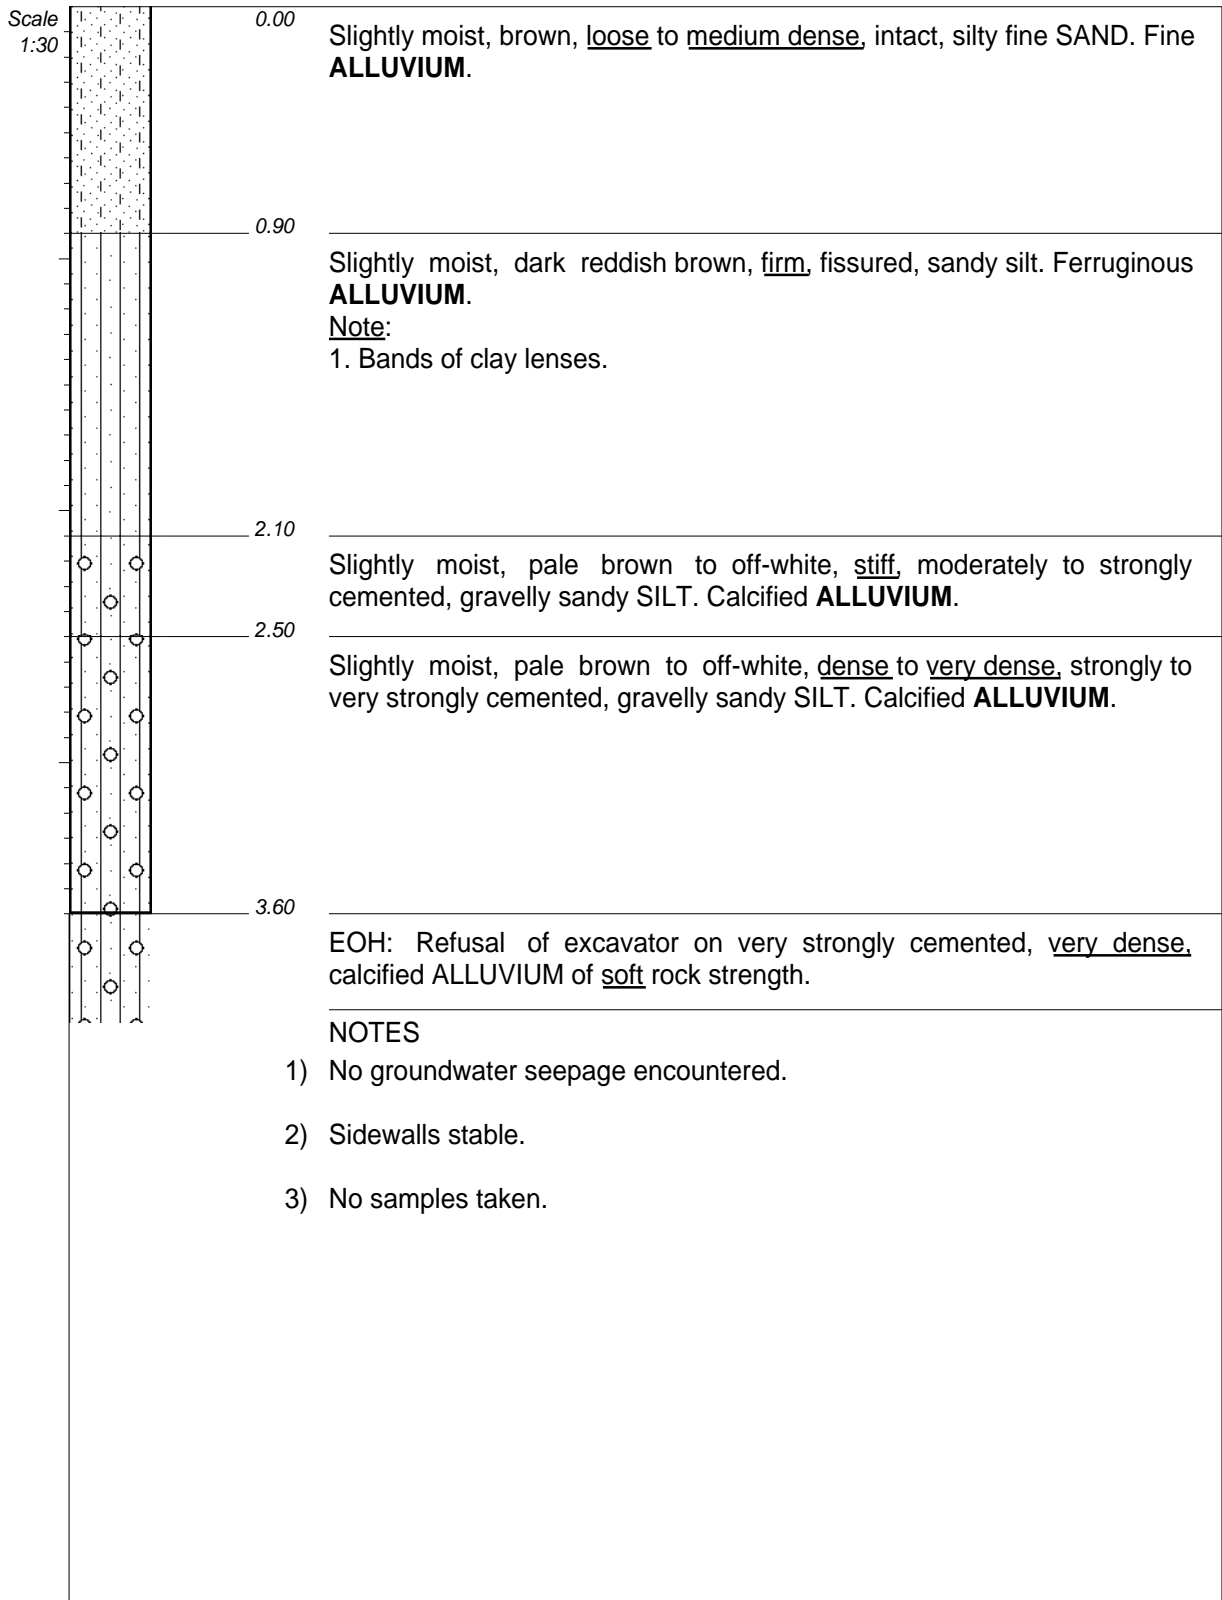 Scale
1:30
0.00
Slightly moist, brown, loose to medium dense, intact, silty fine SAND. Fine
ALLUVIUM.
0.90
Slightly moist, dark reddish brown, firm, fissured, sandy silt. Ferruginous
ALLUVIUM.
Note:
1. Bands of clay lenses.
2.10
Slightly moist, pale brown to off-white, stiff, moderately to strongly
cemented, gravelly sandy SILT. Calcified ALLUVIUM.
2.50
Slightly moist, pale brown to off-white, dense to very dense, strongly to
very strongly cemented, gravelly sandy SILT. Calcified ALLUVIUM.
3.60
EOH: Refusal of excavator on very strongly cemented, very dense,
calcified ALLUVIUM of soft rock strength.
NOTES
1) No groundwater seepage encountered.
2) Sidewalls stable.
3) No samples taken.